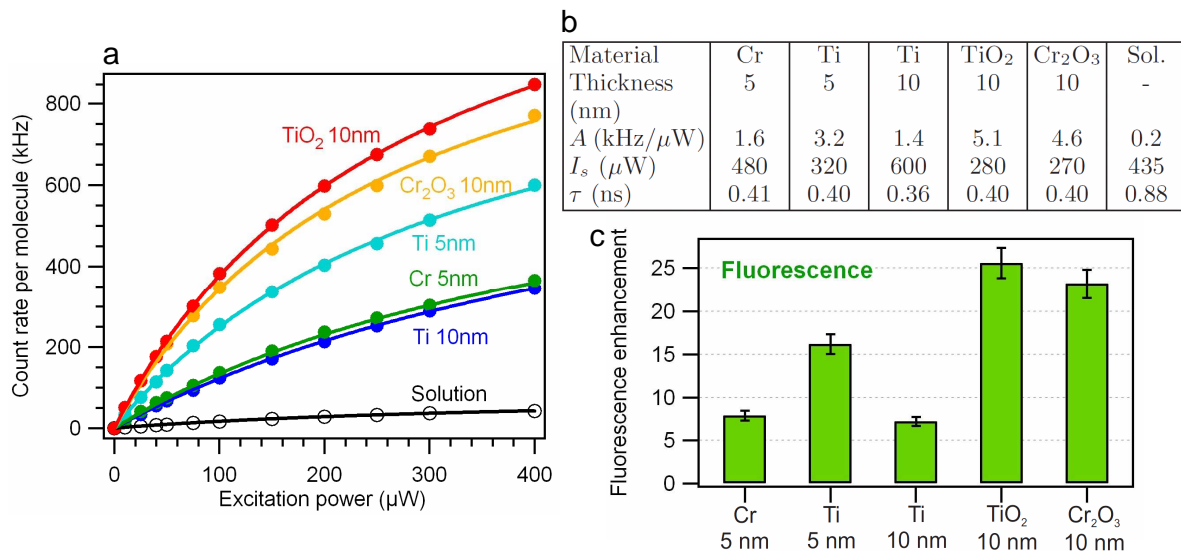 a
Count rate per molecule (kHz)
800
600
400
200
0
TiO2 10nm
Cr2O3 10nm
Ti 5nm
Cr 5nm
Ti 10nm
Solution
0 100 200 300 400
Excitation power (µW)
b
Material Cr Ti Ti TiO2 Cr2O3 Sol.
Thickness 5 5 10 10 10 -
(nm)
A (kHz/µW) 1.6 3.2 1.4 5.1 4.6 0.2
Is (µW) 480 320 600 280 270 435
τ (ns) 0.41 0.40 0.36 0.40 0.40 0.88
c
Fluorescence enhancement
Fluorescence
25
20
15
10
5
0
Cr Ti Ti TiO2 Cr2O3
5 nm 5 nm 10 nm 10 nm 10 nm